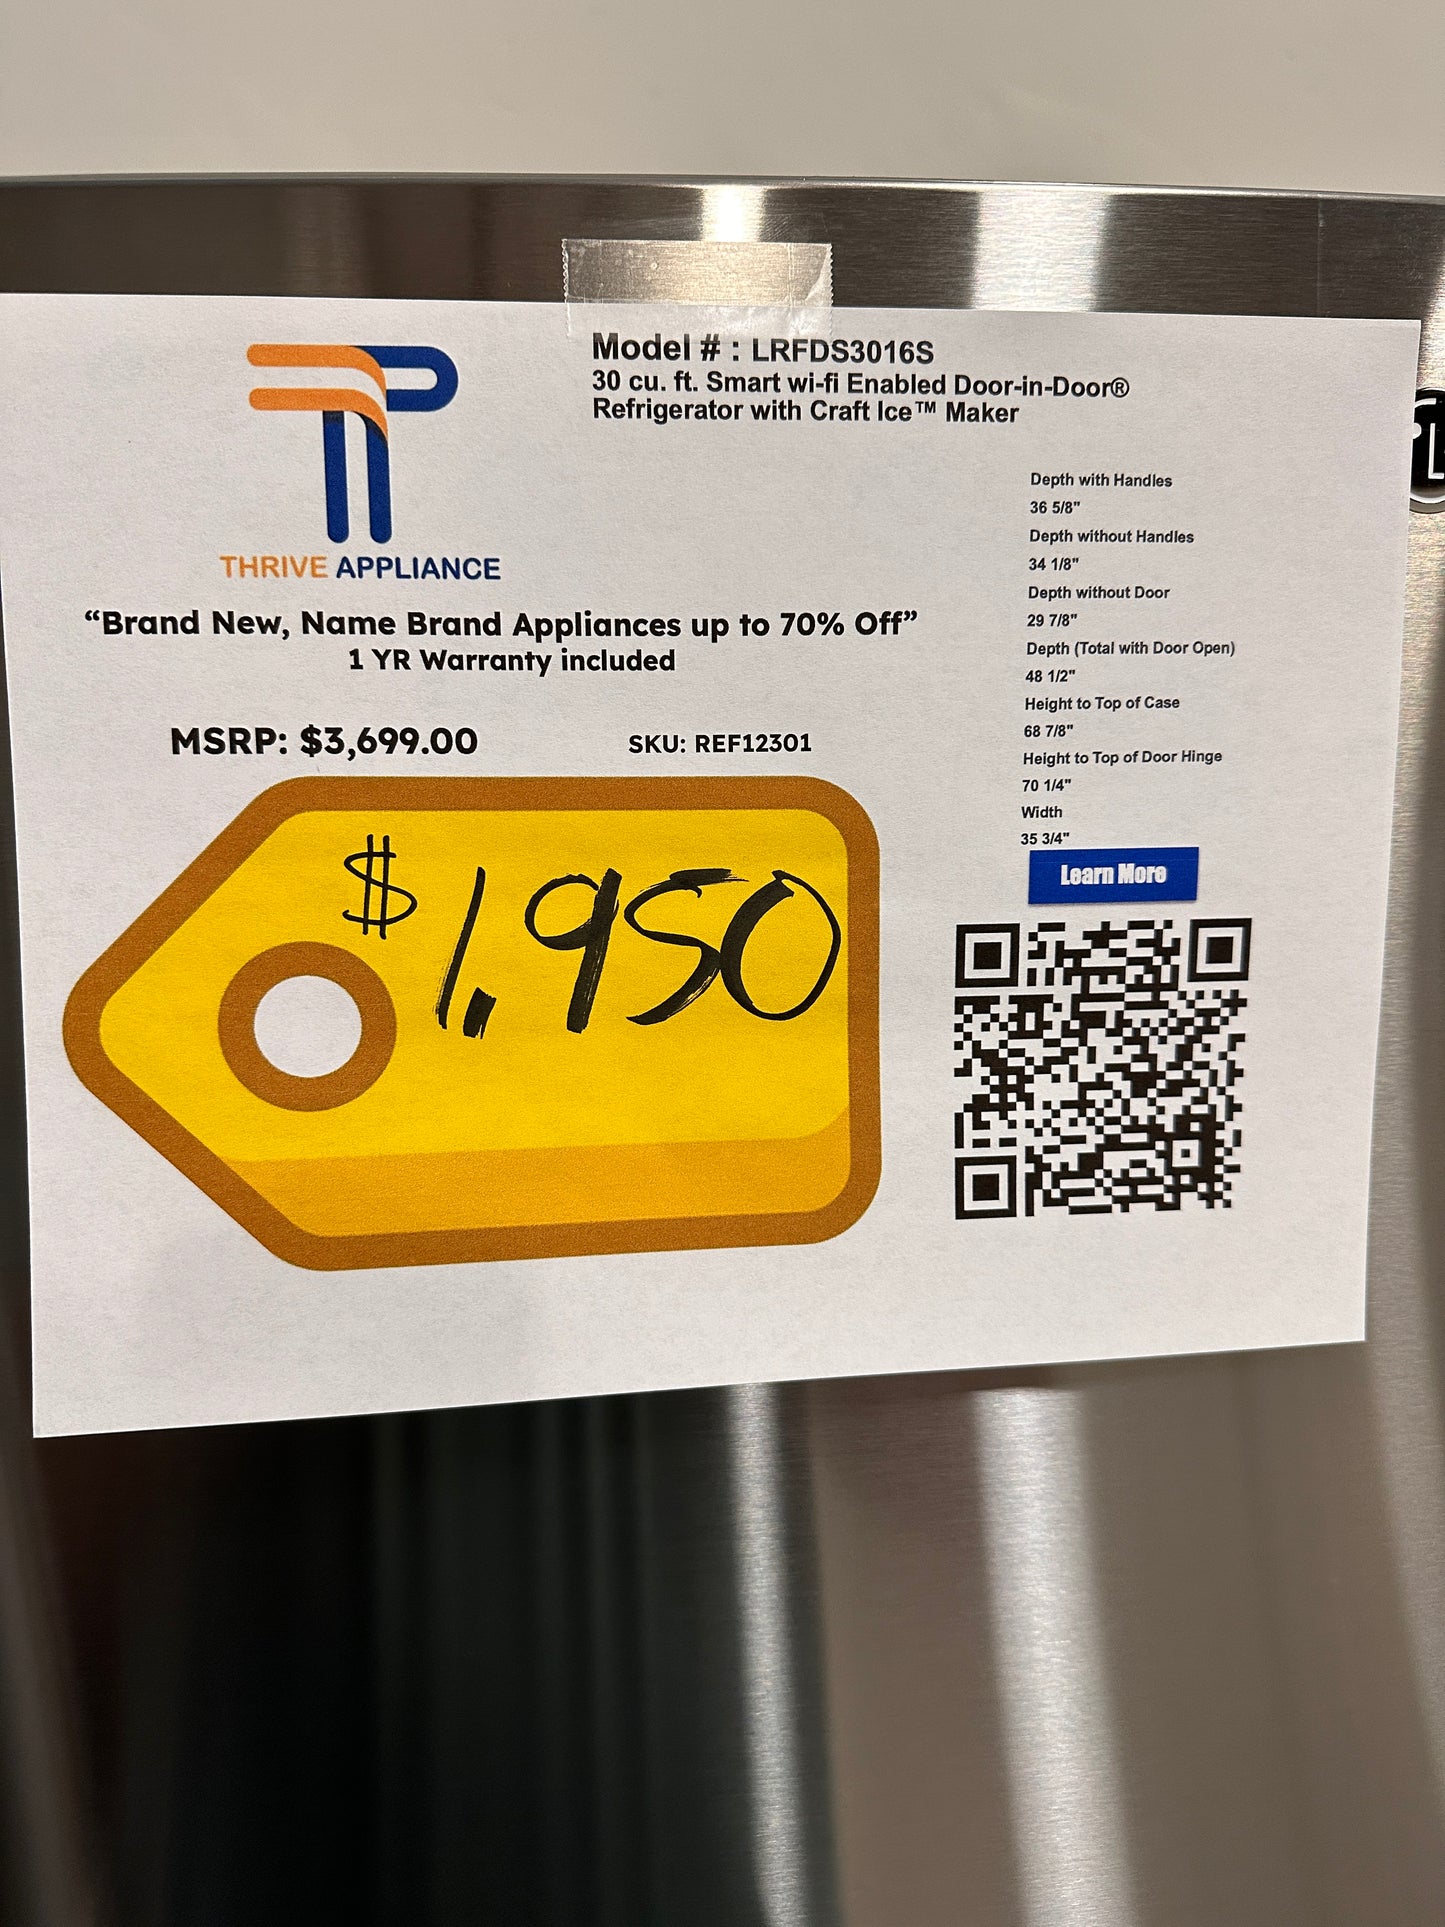 Model # : LRFDS3016S
30 cu. ft. Smart wi-fi Enabled Door-in-Door®
Refrigerator with Craft Ice™ Maker
THRIVE APPLIANCE
“Brand New, Name Brand Appliances up to 70% Off”
1 YR Warranty included
MSRP: $3,699.00
SKU: REF12301
$1,950
Depth with Handles
36 5/8"
Depth without Handles
34 1/8"
Depth without Door
29 7/8"
Depth (Total with Door Open)
48 1/2"
Height to Top of Case
68 7/8"
Height to Top of Door Hinge
70 1/4"
Width
35 3/4"
Learn More